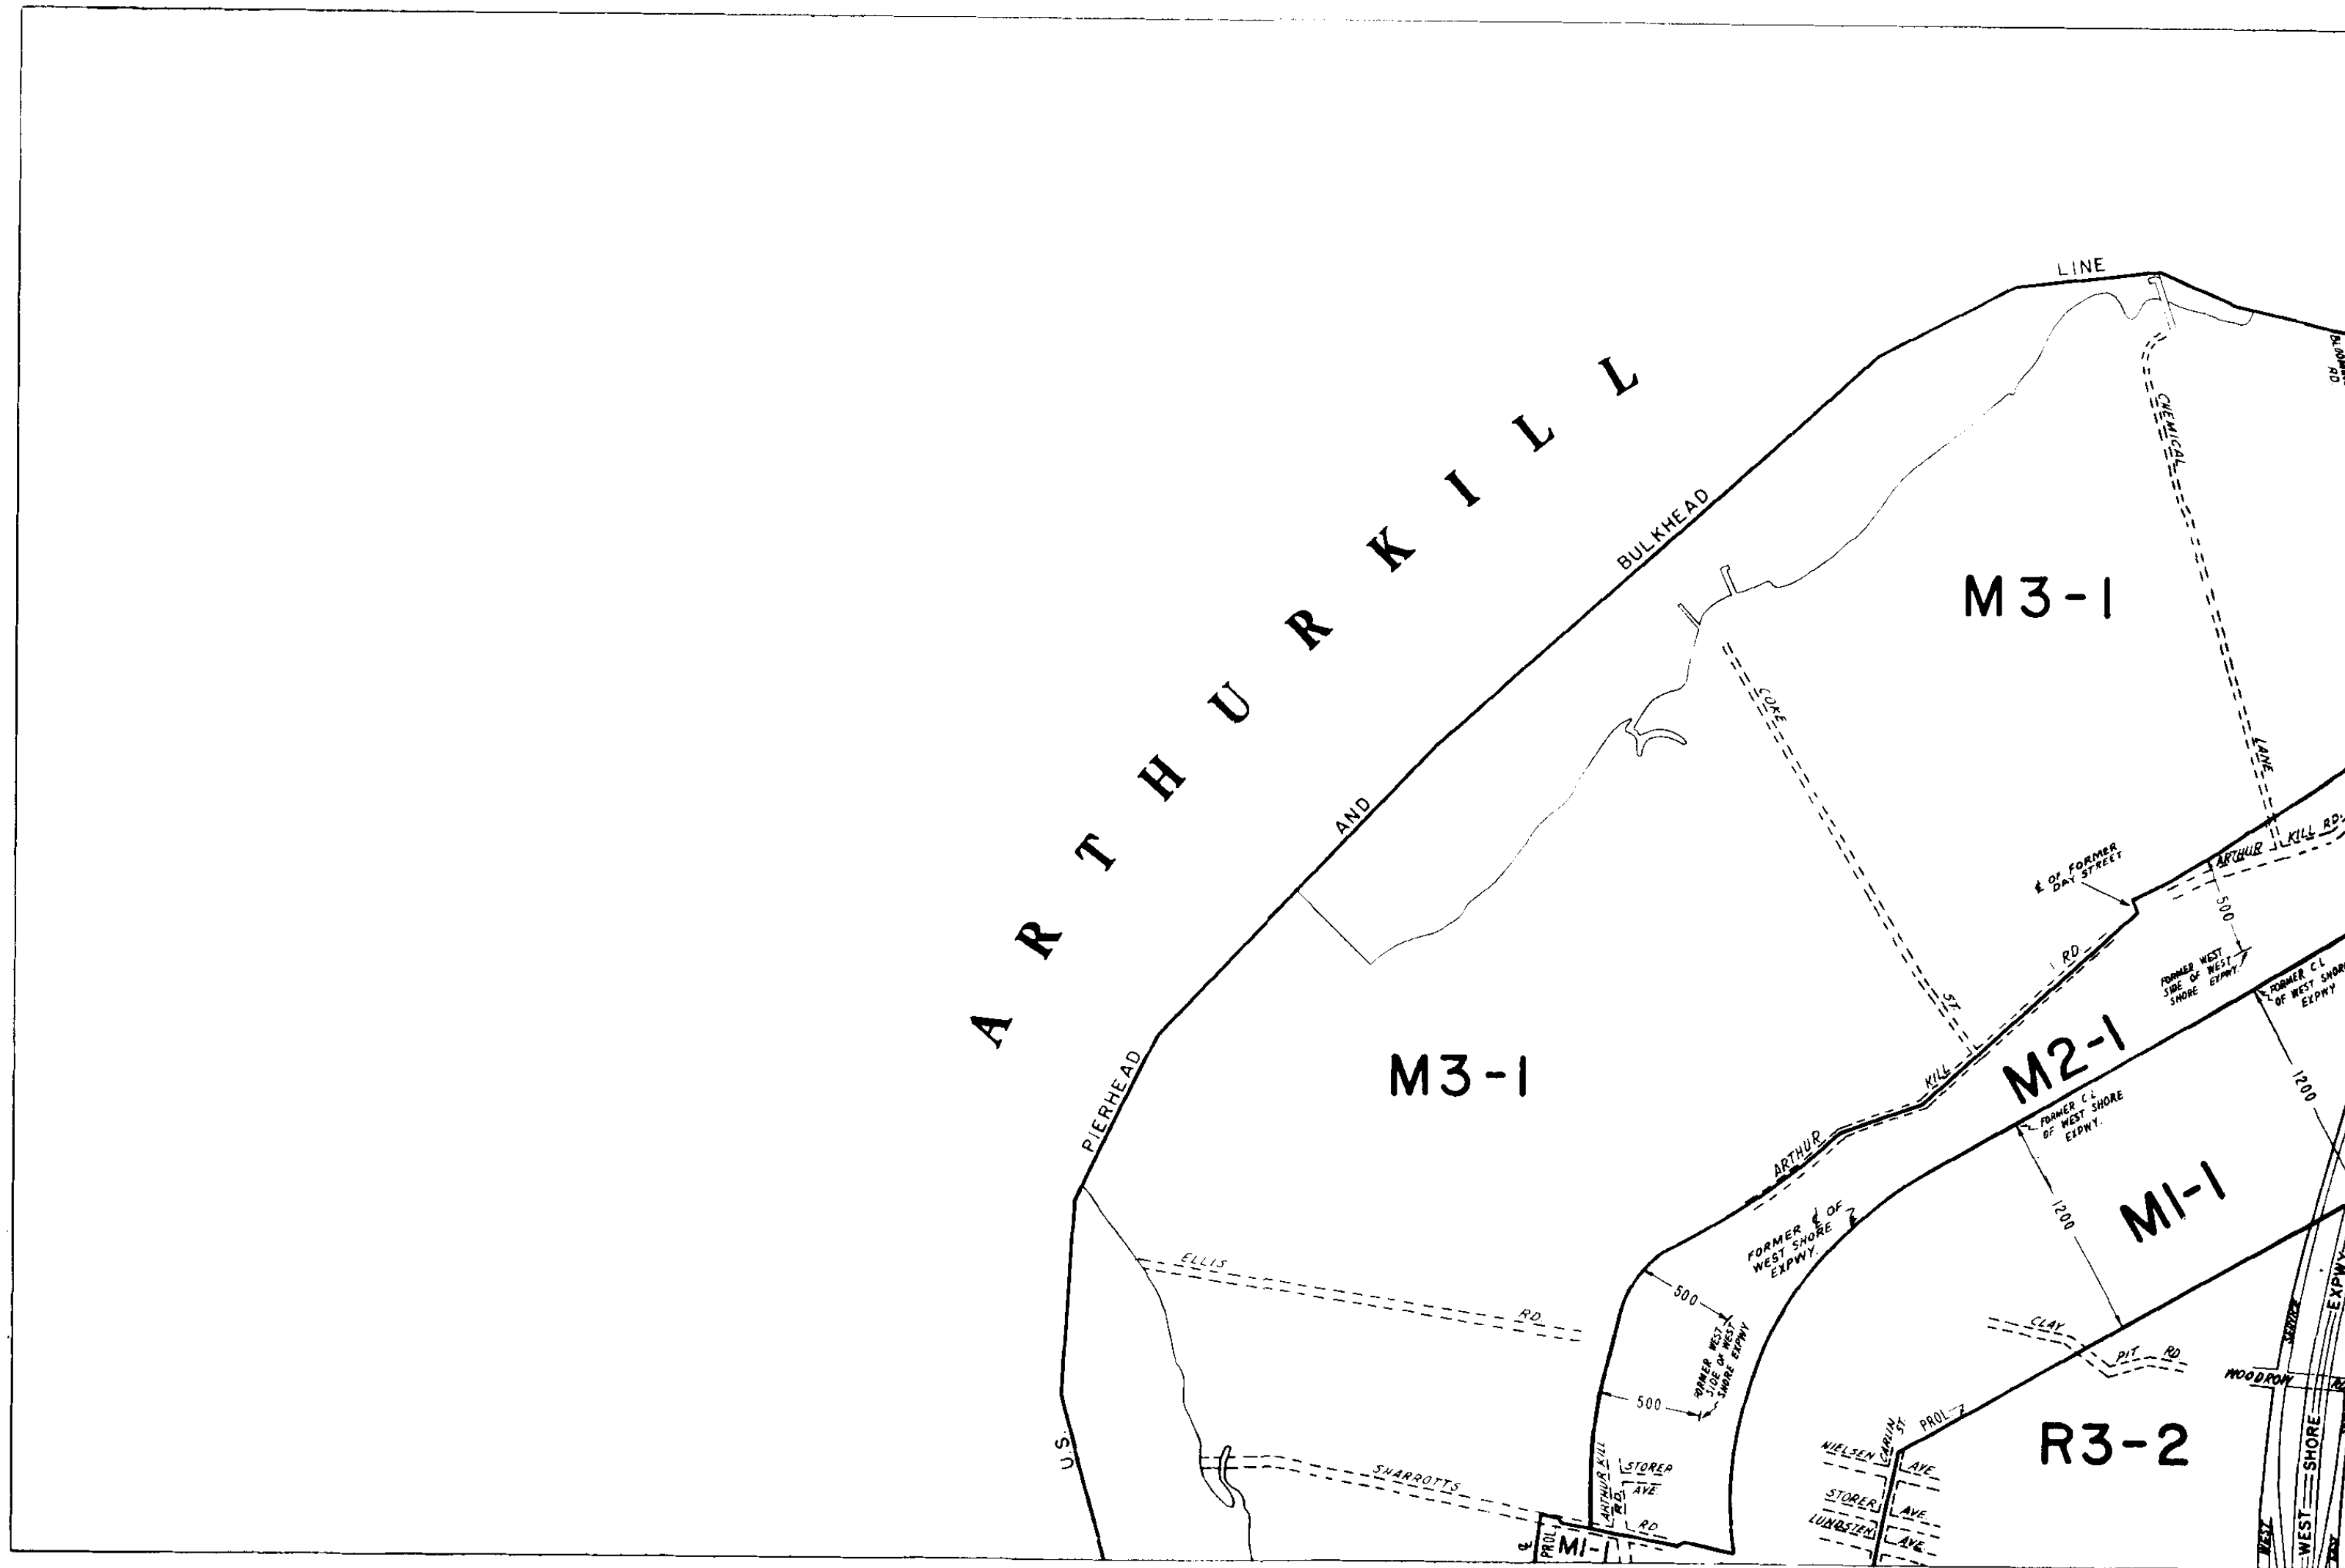 LINE
BULKHEAD
AND
PIERHEAD
U.S.
ARTHUR KILL
CHEMICAL
LANE
RD.
M3-1
COKE
ST.
℄ OF FORMER
DAY STREET
ARTHUR KILL RD.
500
FORMER WEST
SIDE OF WEST
SHORE EXPWY.
FORMER C.L
OF WEST SHORE
EXPWY
RD.
KILL
ARTHUR
M2-1
FORMER C.L
OF WEST SHORE
EXPWY.
1200
1200
M1-1
M3-1
FORMER ℄ OF
WEST SHORE
EXPWY.
500
FORMER WEST
SIDE OF WEST
SHORE EXPWY
500
ELLIS
RD.
SHARROTTS
RD
ARTHUR KILL
RD.
STORER
AVE.
℄
PROL
M1-
CLAY
PIT RD
WOODROW
R3-2
PROL
CARLIN
ST.
NIELSEN
AVE.
STORER
AVE.
LUNDSTEN
AVE.
SERVICE
WEST
WEST SHORE EXPWY